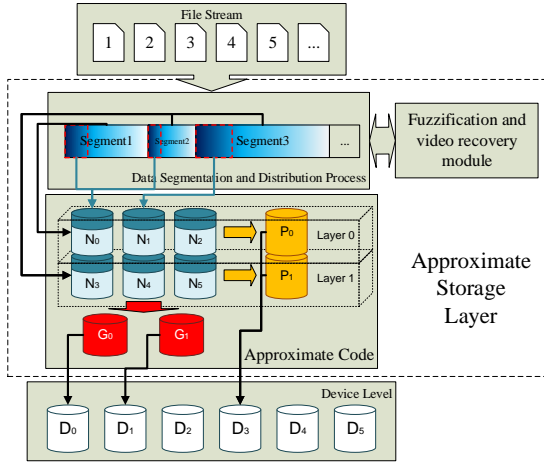 File Stream
1 2 3 4 5 ...
Segment1 Segment2 Segment3 ...
Data Segmentation and Distribution Process
Fuzzification and
video recovery
module
N0 N1 N2 P0 Layer 0
N3 N4 N5 P1 Layer 1
G0 G1
Approximate Code
Approximate
Storage
Layer
Device Level
D0 D1 D2 D3 D4 D5